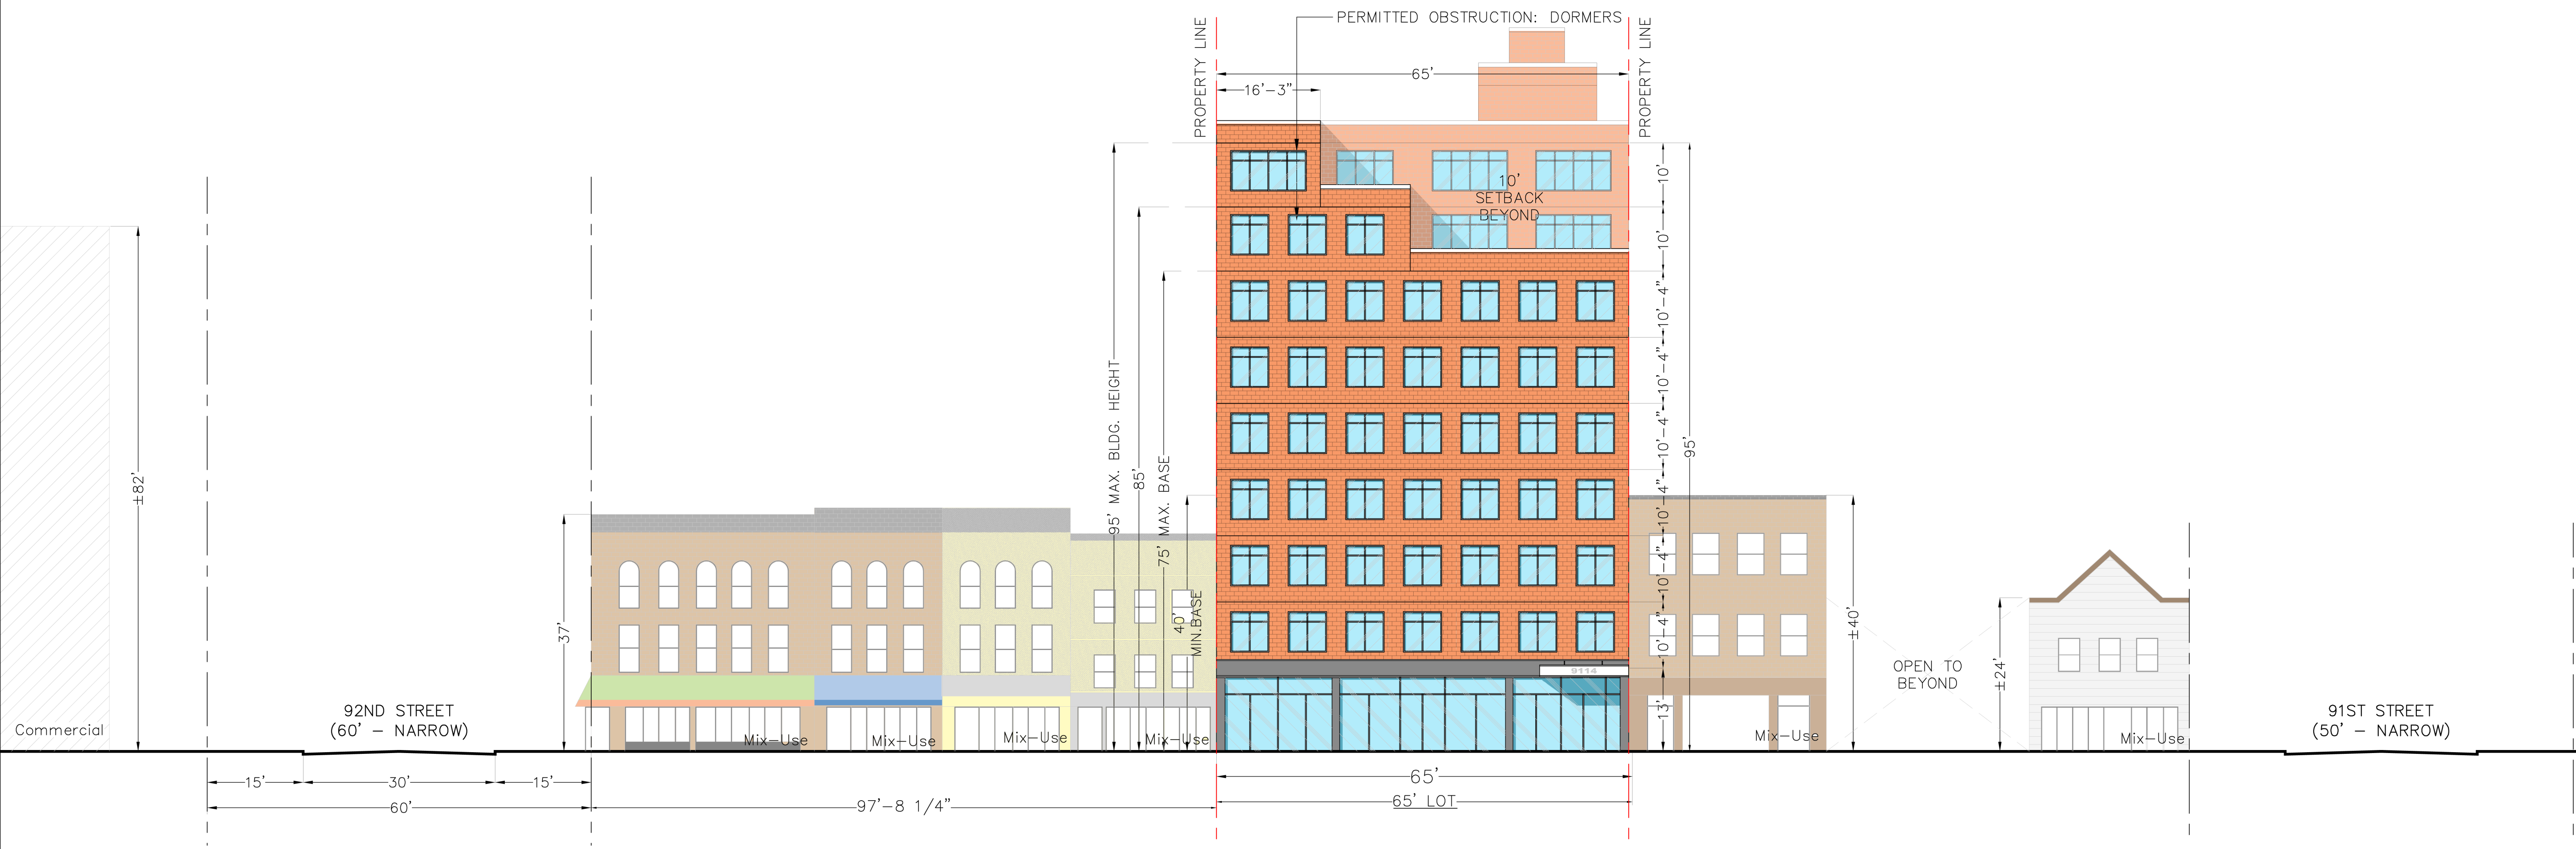 PERMITTED OBSTRUCTION: DORMERS
PROPERTY LINE
PROPERTY LINE
65'
16'-3"
10'
SETBACK
BEYOND
95' MAX. BLDG. HEIGHT
85'
75' MAX. BASE
40'
MIN.BASE
10'
10'
10'-4"
10'-4"
10'-4"
10'-4"
10'-4"
10'-4"
13'
95'
9114
±82'
37'
±40'
±24'
OPEN TO
BEYOND
Commercial
92ND STREET
(60' - NARROW)
Mix-Use
Mix-Use
Mix-Use
Mix-Use
Mix-Use
Mix-Use
91ST STREET
(50' - NARROW)
15'
30'
15'
60'
97'-8 1/4"
65'
65' LOT